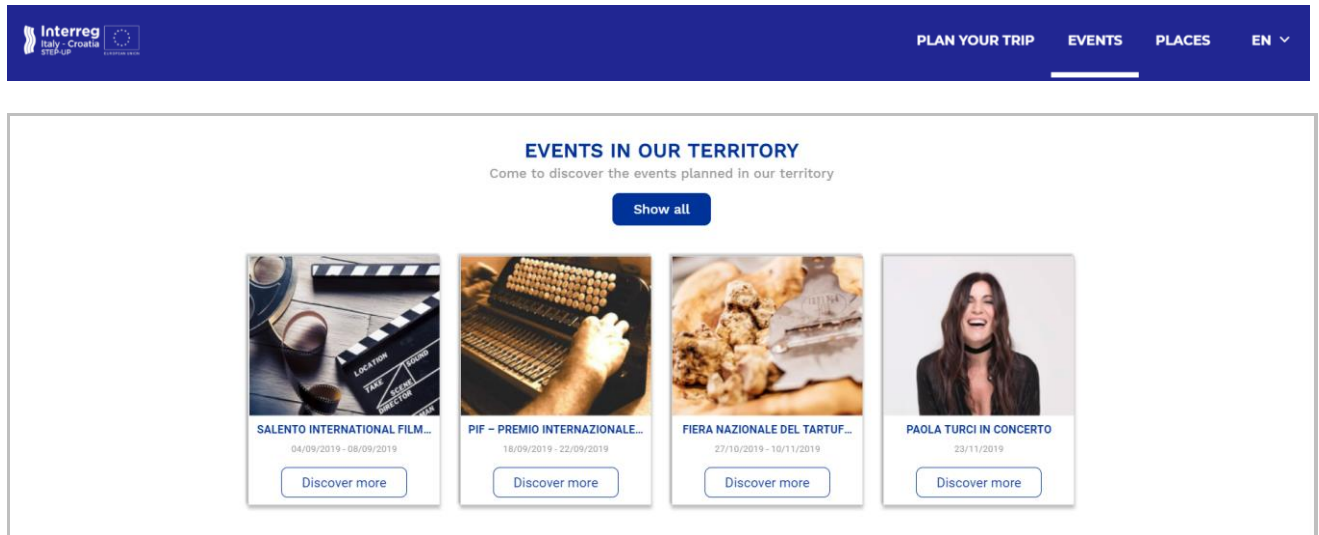 Interreg
Italy - Croatia
STEP-UP
EUROPEAN UNION
PLAN YOUR TRIP
EVENTS
PLACES
EN
EVENTS IN OUR TERRITORY
Come to discover the events planned in our territory
Show all
LOCATION
SOUND
TAKE
SCENE
DIRECTOR
SALENTO INTERNATIONAL FILM...
04/09/2019 - 08/09/2019
Discover more
PIF – PREMIO INTERNAZIONALE...
18/09/2019 - 22/09/2019
Discover more
FIERA NAZIONALE DEL TARTUF...
27/10/2019 - 10/11/2019
Discover more
PAOLA TURCI IN CONCERTO
23/11/2019
Discover more